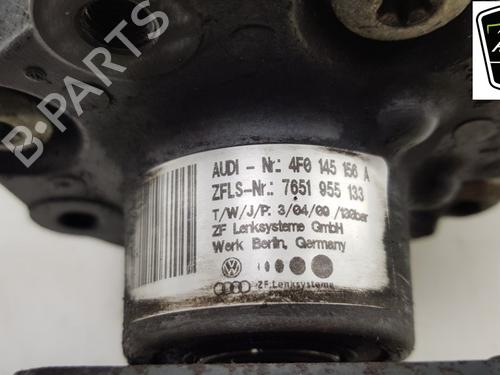 B-PARTS
AUDI - Nr.: 4F0 145 156 A
ZFLS-Nr.: 7651 955 133
T/W/J/P: 3/04/09 /130bar
ZF Lenksysteme GmbH
Werk Berlin, Germany
ZF Lenksysteme